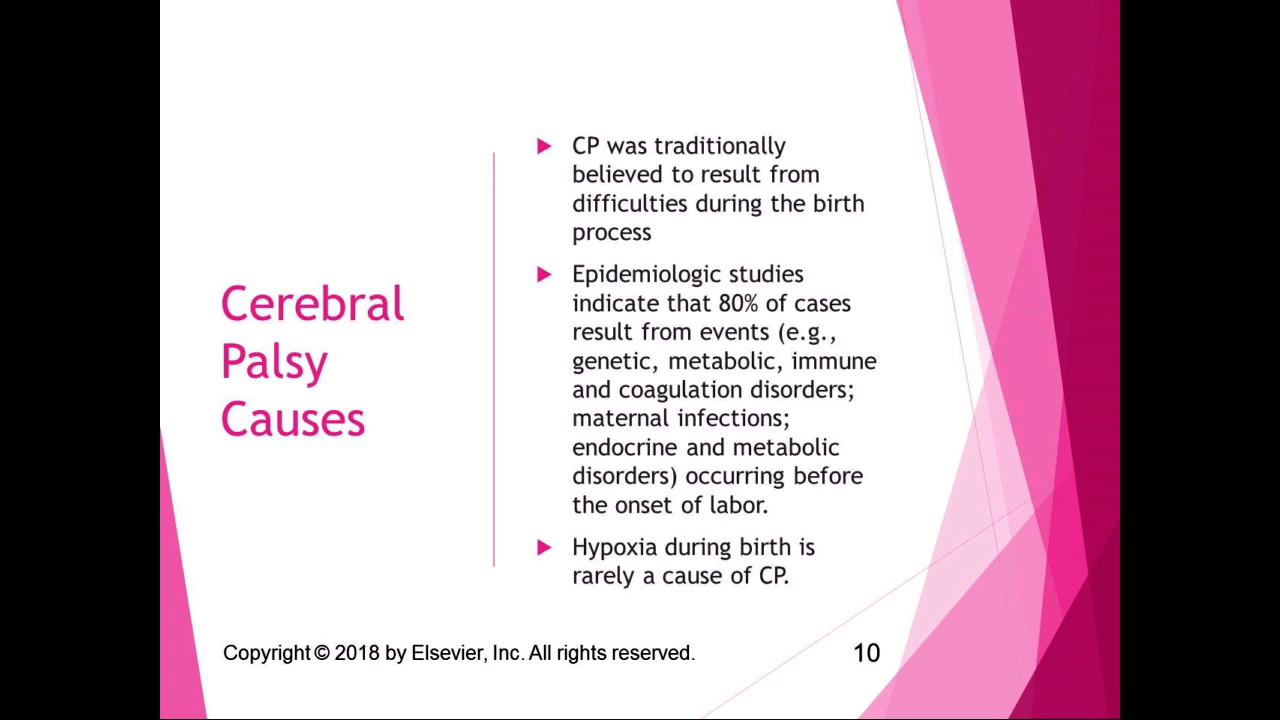 Cerebral
Palsy
Causes
CP was traditionally
believed to result from
difficulties during the birth
process
Epidemiologic studies
indicate that 80% of cases
result from events (e.g.,
genetic, metabolic, immune
and coagulation disorders;
maternal infections;
endocrine and metabolic
disorders) occurring before
the onset of labor.
Hypoxia during birth is
rarely a cause of CP.
Copyright © 2018 by Elsevier, Inc. All rights reserved.
10